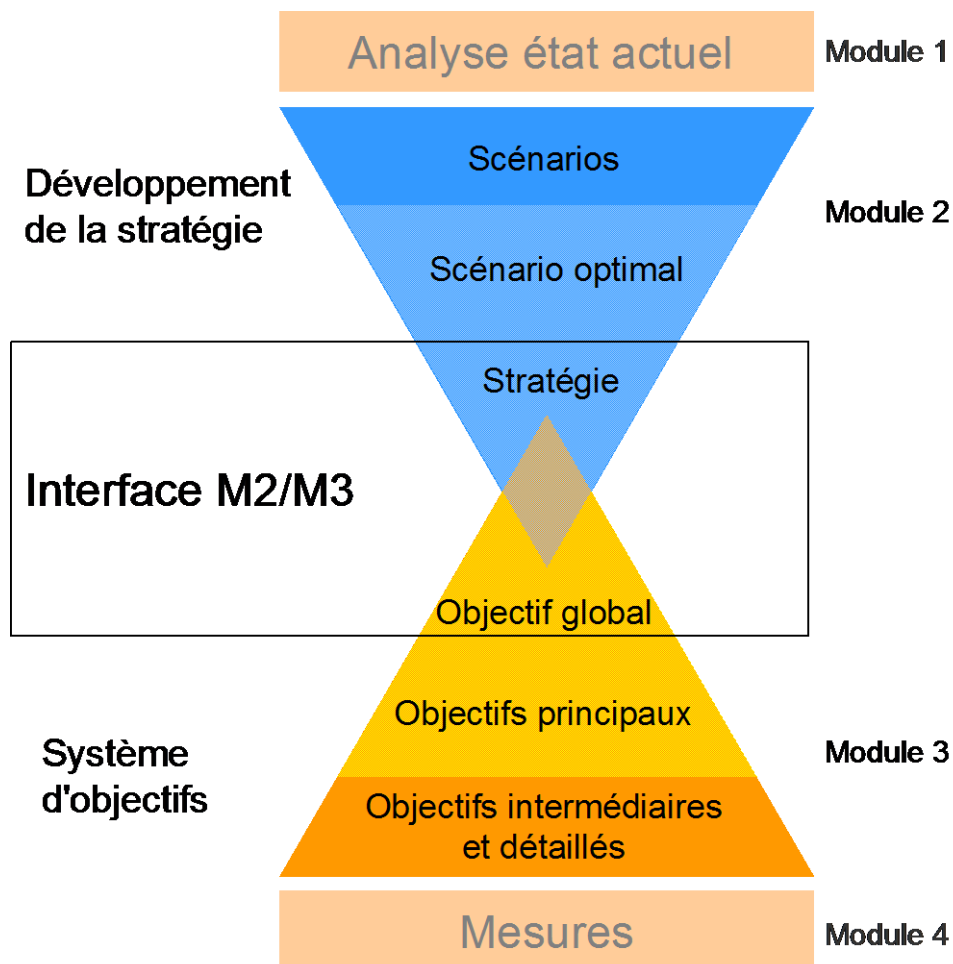 Analyse état actuel
Module 1
Scénarios
Développement
de la stratégie
Module 2
Scénario optimal
Stratégie
Interface M2/M3
Objectif global
Objectifs principaux
Système
d'objectifs
Module 3
Objectifs intermédiaires
et détaillés
Mesures
Module 4